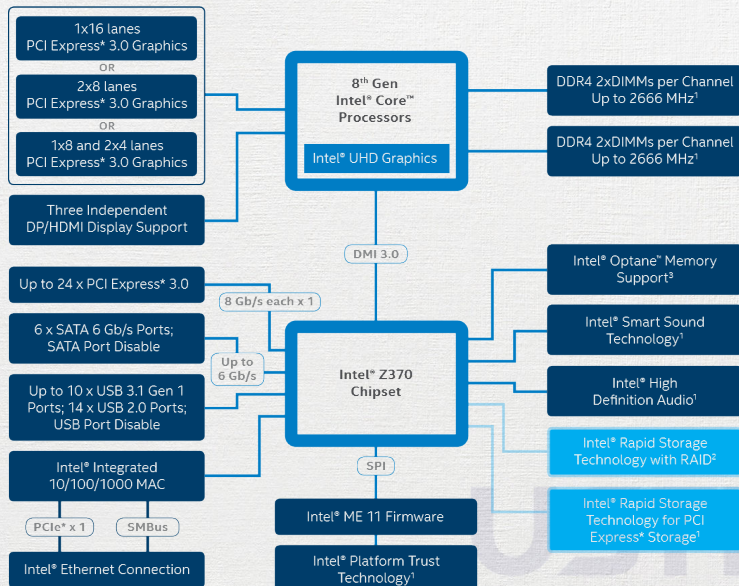 1x16 lanes
PCI Express* 3.0 Graphics
OR
2x8 lanes
PCI Express* 3.0 Graphics
OR
1x8 and 2x4 lanes
PCI Express* 3.0 Graphics
Three Independent
DP/HDMI Display Support
8th Gen
Intel® Core™
Processors
Intel® UHD Graphics
DDR4 2xDIMMs per Channel
Up to 2666 MHz¹
DDR4 2xDIMMs per Channel
Up to 2666 MHz¹
DMI 3.0
Up to 24 x PCI Express* 3.0
8 Gb/s each x 1
6 x SATA 6 Gb/s Ports;
SATA Port Disable
Up to
6 Gb/s
Up to 10 x USB 3.1 Gen 1
Ports; 14 x USB 2.0 Ports;
USB Port Disable
Intel® Integrated
10/100/1000 MAC
PCIe* x 1
SMBus
Intel® Ethernet Connection
Intel® Z370
Chipset
SPI
Intel® ME 11 Firmware
Intel® Platform Trust
Technology¹
Intel® Optane™ Memory
Support³
Intel® Smart Sound
Technology¹
Intel® High
Definition Audio¹
Intel® Rapid Storage
Technology with RAID²
Intel® Rapid Storage
Technology for PCI
Express* Storage¹